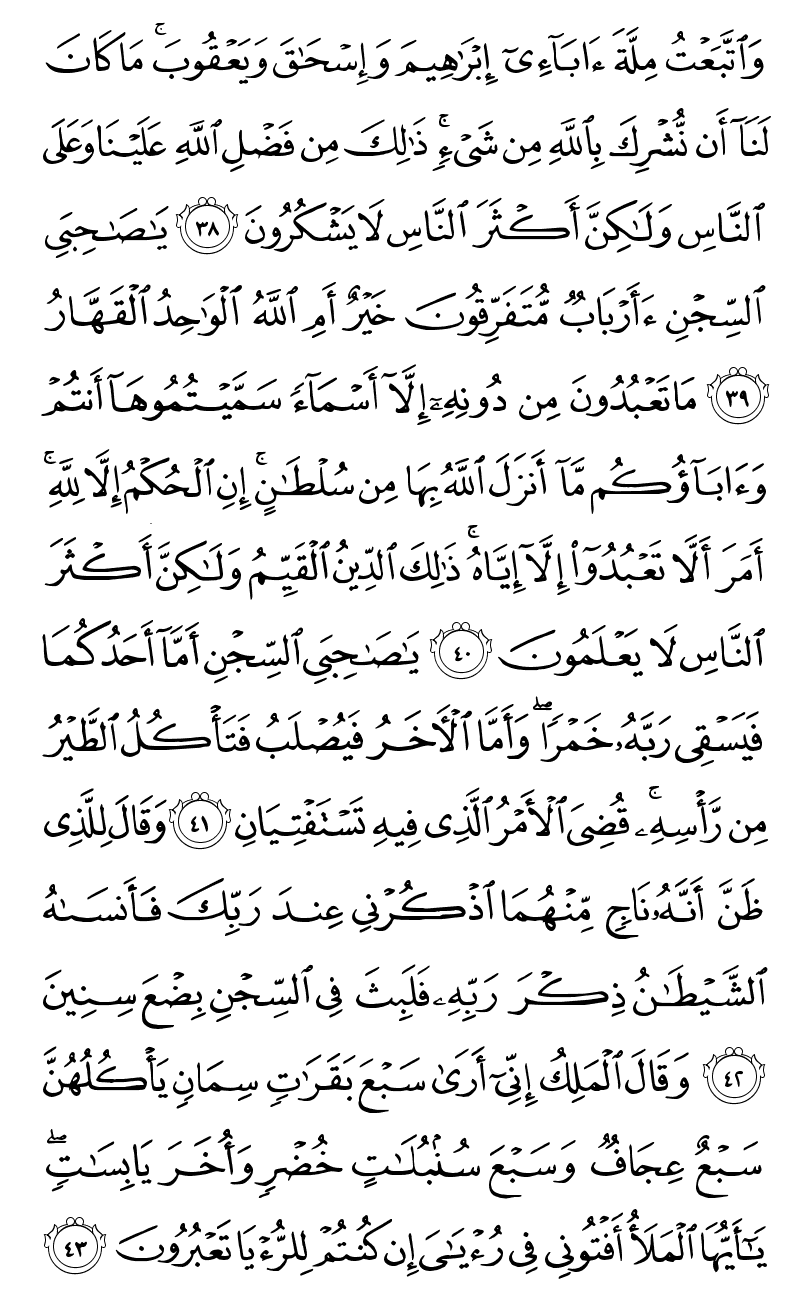 وَٱتَّبَعۡتُ مِلَّةَ ءَابَآءِيٓ إِبۡرَٰهِيمَ وَإِسۡحَٰقَ وَيَعۡقُوبَۚ مَا كَانَ
لَنَآ أَن نُّشۡرِكَ بِٱللَّهِ مِن شَيۡءٖۚ ذَٰلِكَ مِن فَضۡلِ ٱللَّهِ عَلَيۡنَا وَعَلَى
ٱلنَّاسِ وَلَٰكِنَّ أَكۡثَرَ ٱلنَّاسِ لَا يَشۡكُرُونَ ٣٨ يَٰصَٰحِبَيِ
ٱلسِّجۡنِ ءَأَرۡبَابٞ مُّتَفَرِّقُونَ خَيۡرٌ أَمِ ٱللَّهُ ٱلۡوَٰحِدُ ٱلۡقَهَّارُ
٣٩ مَا تَعۡبُدُونَ مِن دُونِهِۦٓ إِلَّآ أَسۡمَآءٗ سَمَّيۡتُمُوهَآ أَنتُمۡ
وَءَابَآؤُكُم مَّآ أَنزَلَ ٱللَّهُ بِهَا مِن سُلۡطَٰنٍۚ إِنِ ٱلۡحُكۡمُ إِلَّا لِلَّهِۚ
أَمَرَ أَلَّا تَعۡبُدُوٓاْ إِلَّآ إِيَّاهُۚ ذَٰلِكَ ٱلدِّينُ ٱلۡقَيِّمُ وَلَٰكِنَّ أَكۡثَرَ
ٱلنَّاسِ لَا يَعۡلَمُونَ ٤٠ يَٰصَٰحِبَيِ ٱلسِّجۡنِ أَمَّآ أَحَدُكُمَا
فَيَسۡقِي رَبَّهُۥ خَمۡرٗاۖ وَأَمَّا ٱلۡأٓخَرُ فَيُصۡلَبُ فَتَأۡكُلُ ٱلطَّيۡرُ
مِن رَّأۡسِهِۦۚ قُضِيَ ٱلۡأَمۡرُ ٱلَّذِي فِيهِ تَسۡتَفۡتِيَانِ ٤١ وَقَالَ لِلَّذِي
ظَنَّ أَنَّهُۥ نَاجٖ مِّنۡهُمَا ٱذۡكُرۡنِي عِندَ رَبِّكَ فَأَنسَىٰهُ
ٱلشَّيۡطَٰنُ ذِكۡرَ رَبِّهِۦ فَلَبِثَ فِي ٱلسِّجۡنِ بِضۡعَ سِنِينَ
٤٢ وَقَالَ ٱلۡمَلِكُ إِنِّيٓ أَرَىٰ سَبۡعَ بَقَرَٰتٖ سِمَانٖ يَأۡكُلُهُنَّ
سَبۡعٌ عِجَافٞ وَسَبۡعَ سُنۢبُلَٰتٍ خُضۡرٖ وَأُخَرَ يَابِسَٰتٖۖ
يَٰٓأَيُّهَا ٱلۡمَلَأُ أَفۡتُونِي فِي رُءۡيَٰيَ إِن كُنتُمۡ لِلرُّءۡيَا تَعۡبُرُونَ ٤٣